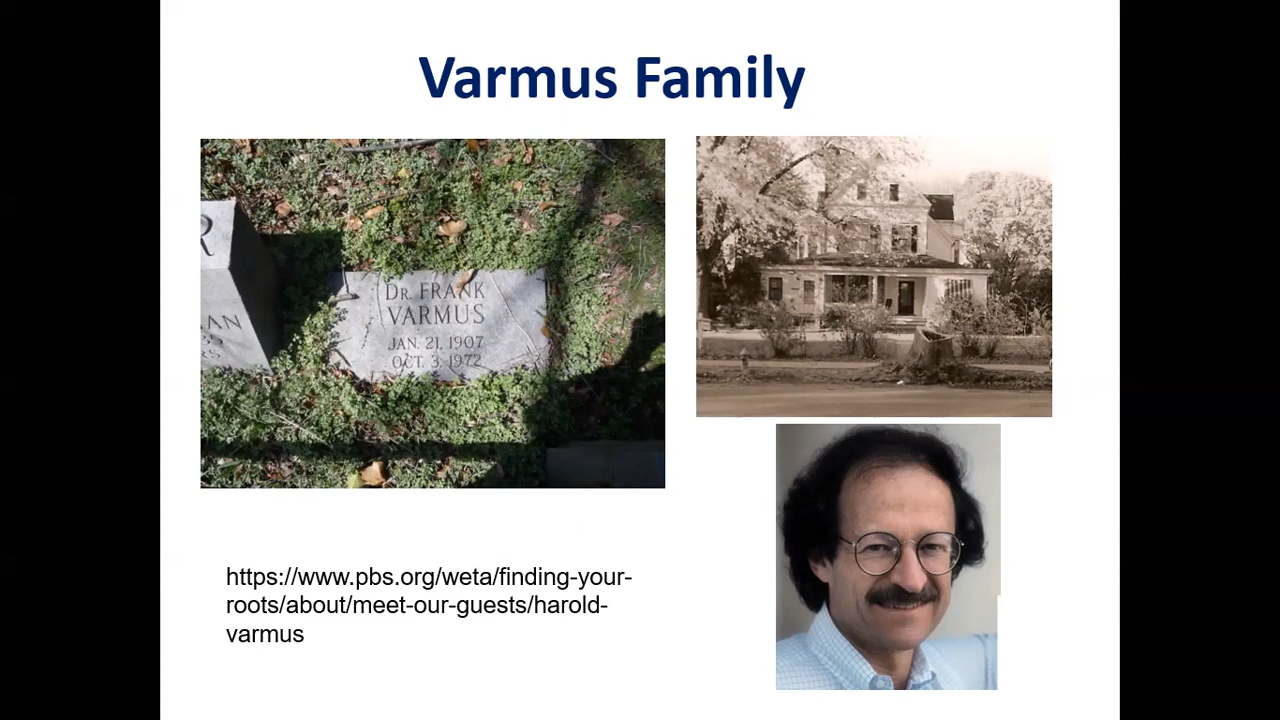 Varmus Family
R
DR. FRANK
VARMUS
JAN. 21, 1907
OCT. 3, 1972
https://www.pbs.org/weta/finding-your-
roots/about/meet-our-guests/harold-
varmus